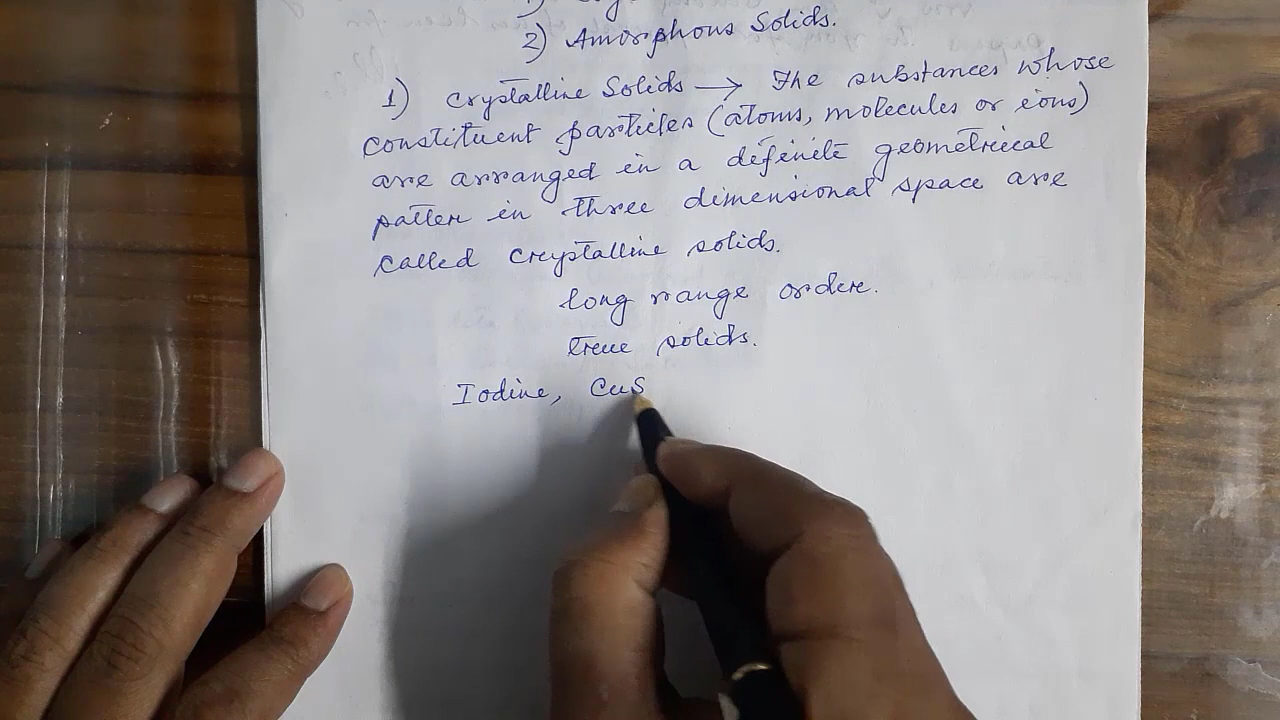 2) Amorphous Solids.
1) Crystalline Solids → The substances whose
constituent particles (atoms, molecules or ions)
are arranged in a definite geometrical
pattern in three dimensional space are
called crystalline solids.
long range order.
true solids.
Iodine, CuS